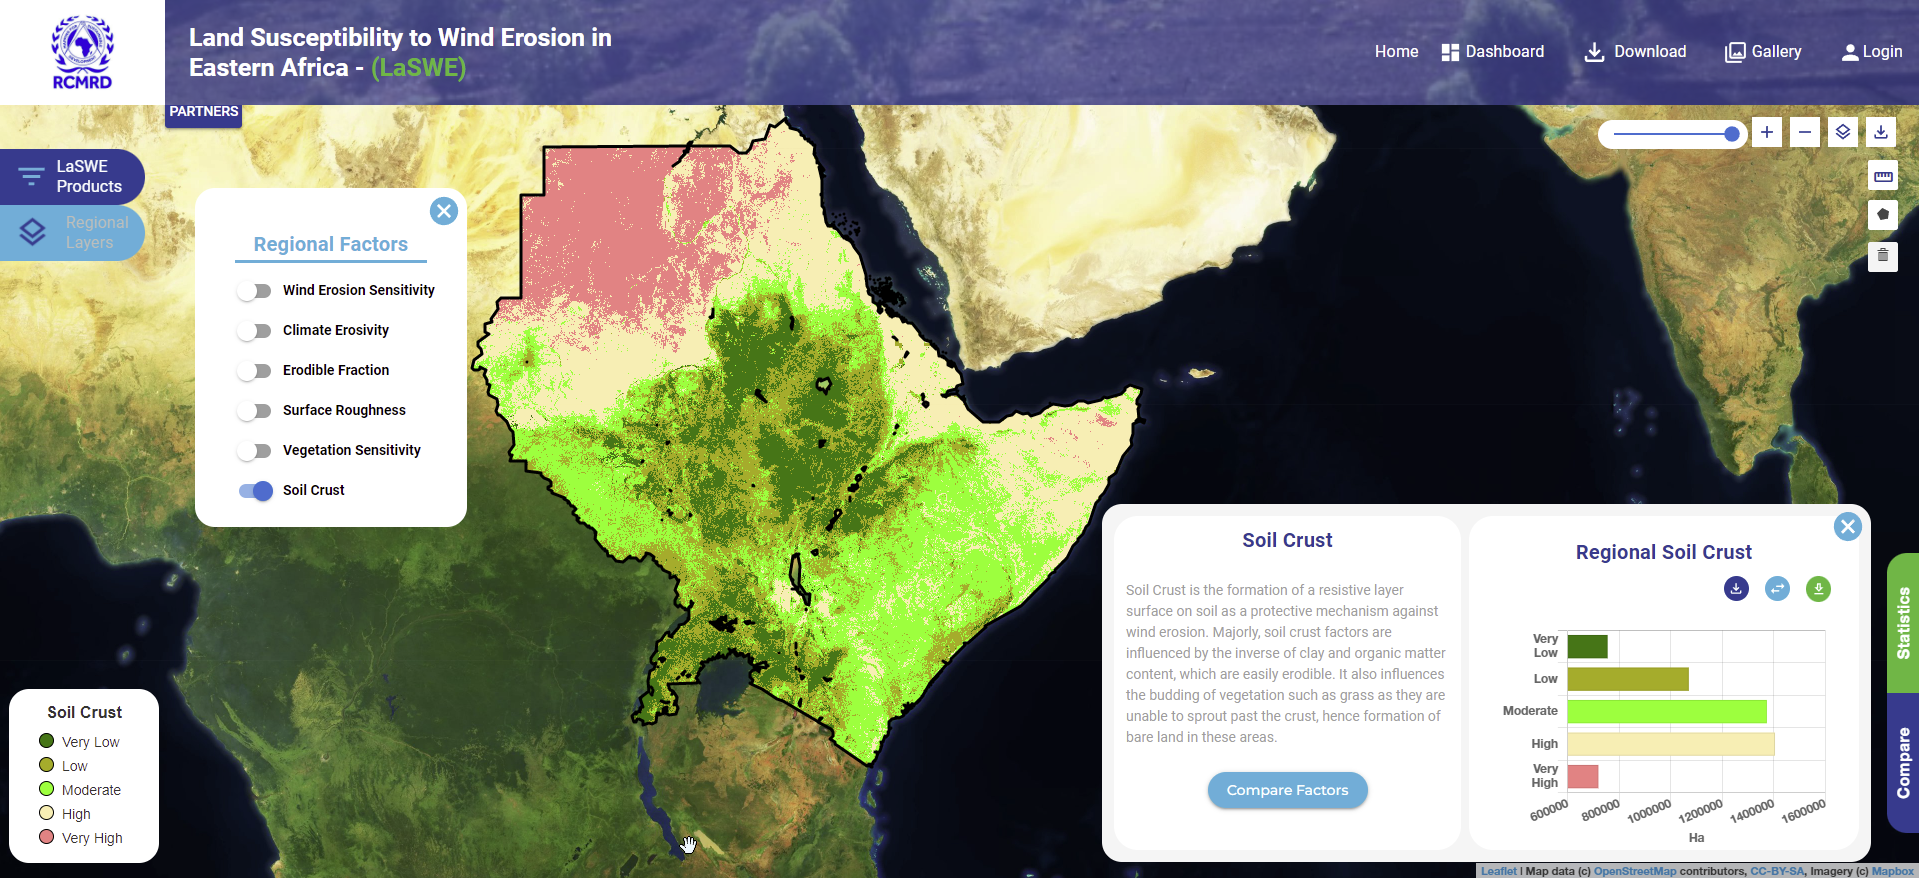 RCMRD
Land Susceptibility to Wind Erosion in
Eastern Africa - (LaSWE)
Home
Dashboard
Download
Gallery
Login
PARTNERS
LaSWE
Products
Regional
Layers
Regional Factors
Wind Erosion Sensitivity
Climate Erosivity
Erodible Fraction
Surface Roughness
Vegetation Sensitivity
Soil Crust
Soil Crust
Very Low
Low
Moderate
High
Very High
Soil Crust
Soil Crust is the formation of a resistive layer
surface on soil as a protective mechanism against
wind erosion. Majorly, soil crust factors are
influenced by the inverse of clay and organic matter
content, which are easily erodible. It also influences
the budding of vegetation such as grass as they are
unable to sprout past the crust, hence formation of
bare land in these areas.
Compare Factors
Regional Soil Crust
Very
Low
Low
Moderate
High
Very
High
600000
800000
1000000
1200000
1400000
1600000
Ha
Statistics
Compare
Leaflet | Map data (c) OpenStreetMap contributors, CC-BY-SA, Imagery (c) Mapbox